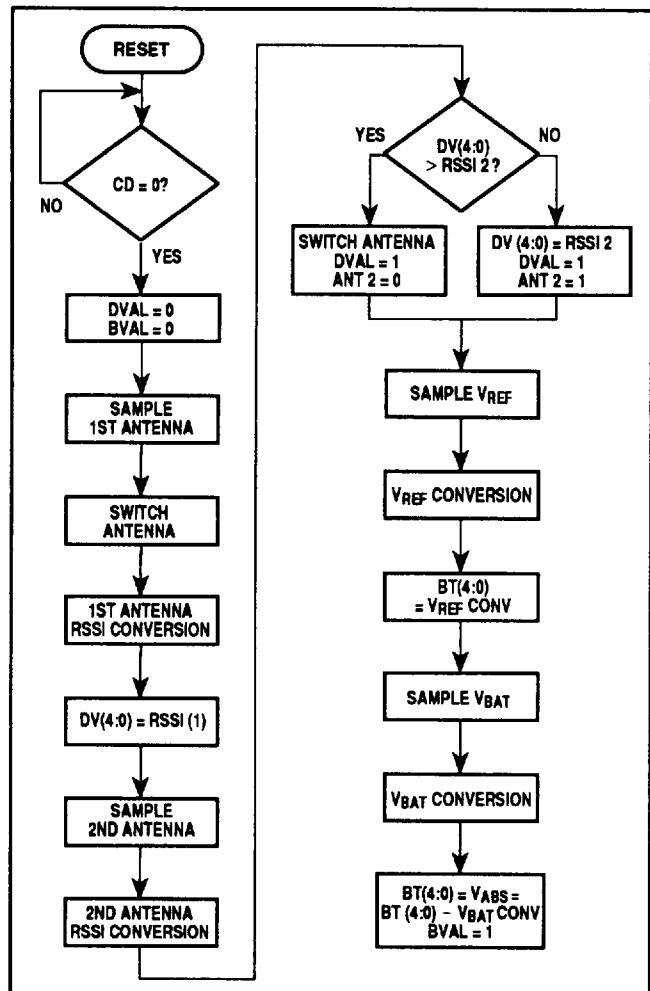 RESET
CD = 0?
NO
YES
DVAL = 0
BVAL = 0
SAMPLE
1ST ANTENNA
SWITCH
ANTENNA
1ST ANTENNA
RSSI CONVERSION
DV(4:0) = RSSI (1)
SAMPLE
2ND ANTENNA
2ND ANTENNA
RSSI CONVERSION
YES
NO
DV(4:0)
> RSSI 2?
SWITCH ANTENNA
DVAL = 1
ANT 2 = 0
DV (4:0) = RSSI 2
DVAL = 1
ANT 2 = 1
SAMPLE VREF
VREF CONVERSION
BT(4:0)
= VREF CONV
SAMPLE VBAT
VBAT CONVERSION
BT(4:0) = VABS =
BT (4:0) – VBAT CONV
BVAL = 1